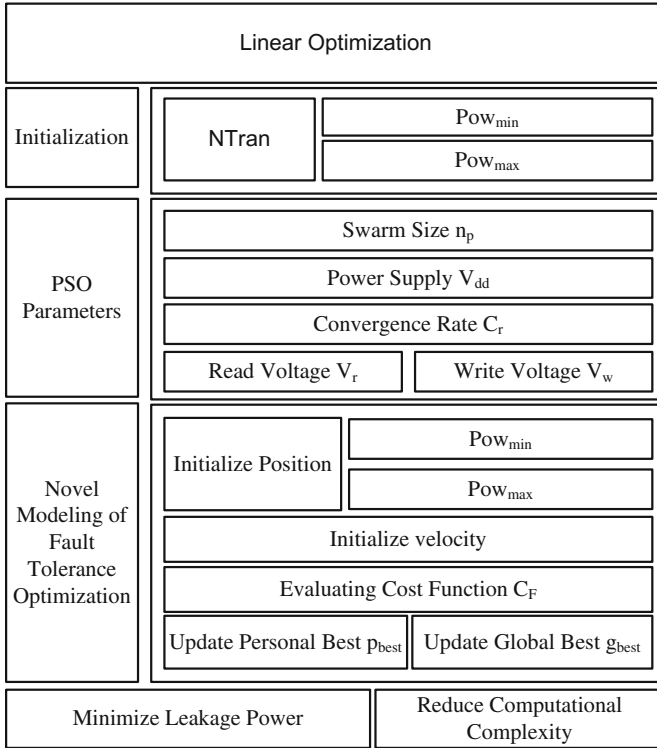 Linear Optimization
Initialization
NTran
Pow_min
Pow_max
PSO
Parameters
Swarm Size n_p
Power Supply V_dd
Convergence Rate C_r
Read Voltage V_r
Write Voltage V_w
Novel
Modeling of
Fault
Tolerance
Optimization
Initialize Position
Pow_min
Pow_max
Initialize velocity
Evaluating Cost Function C_F
Update Personal Best p_best
Update Global Best g_best
Minimize Leakage Power
Reduce Computational
Complexity